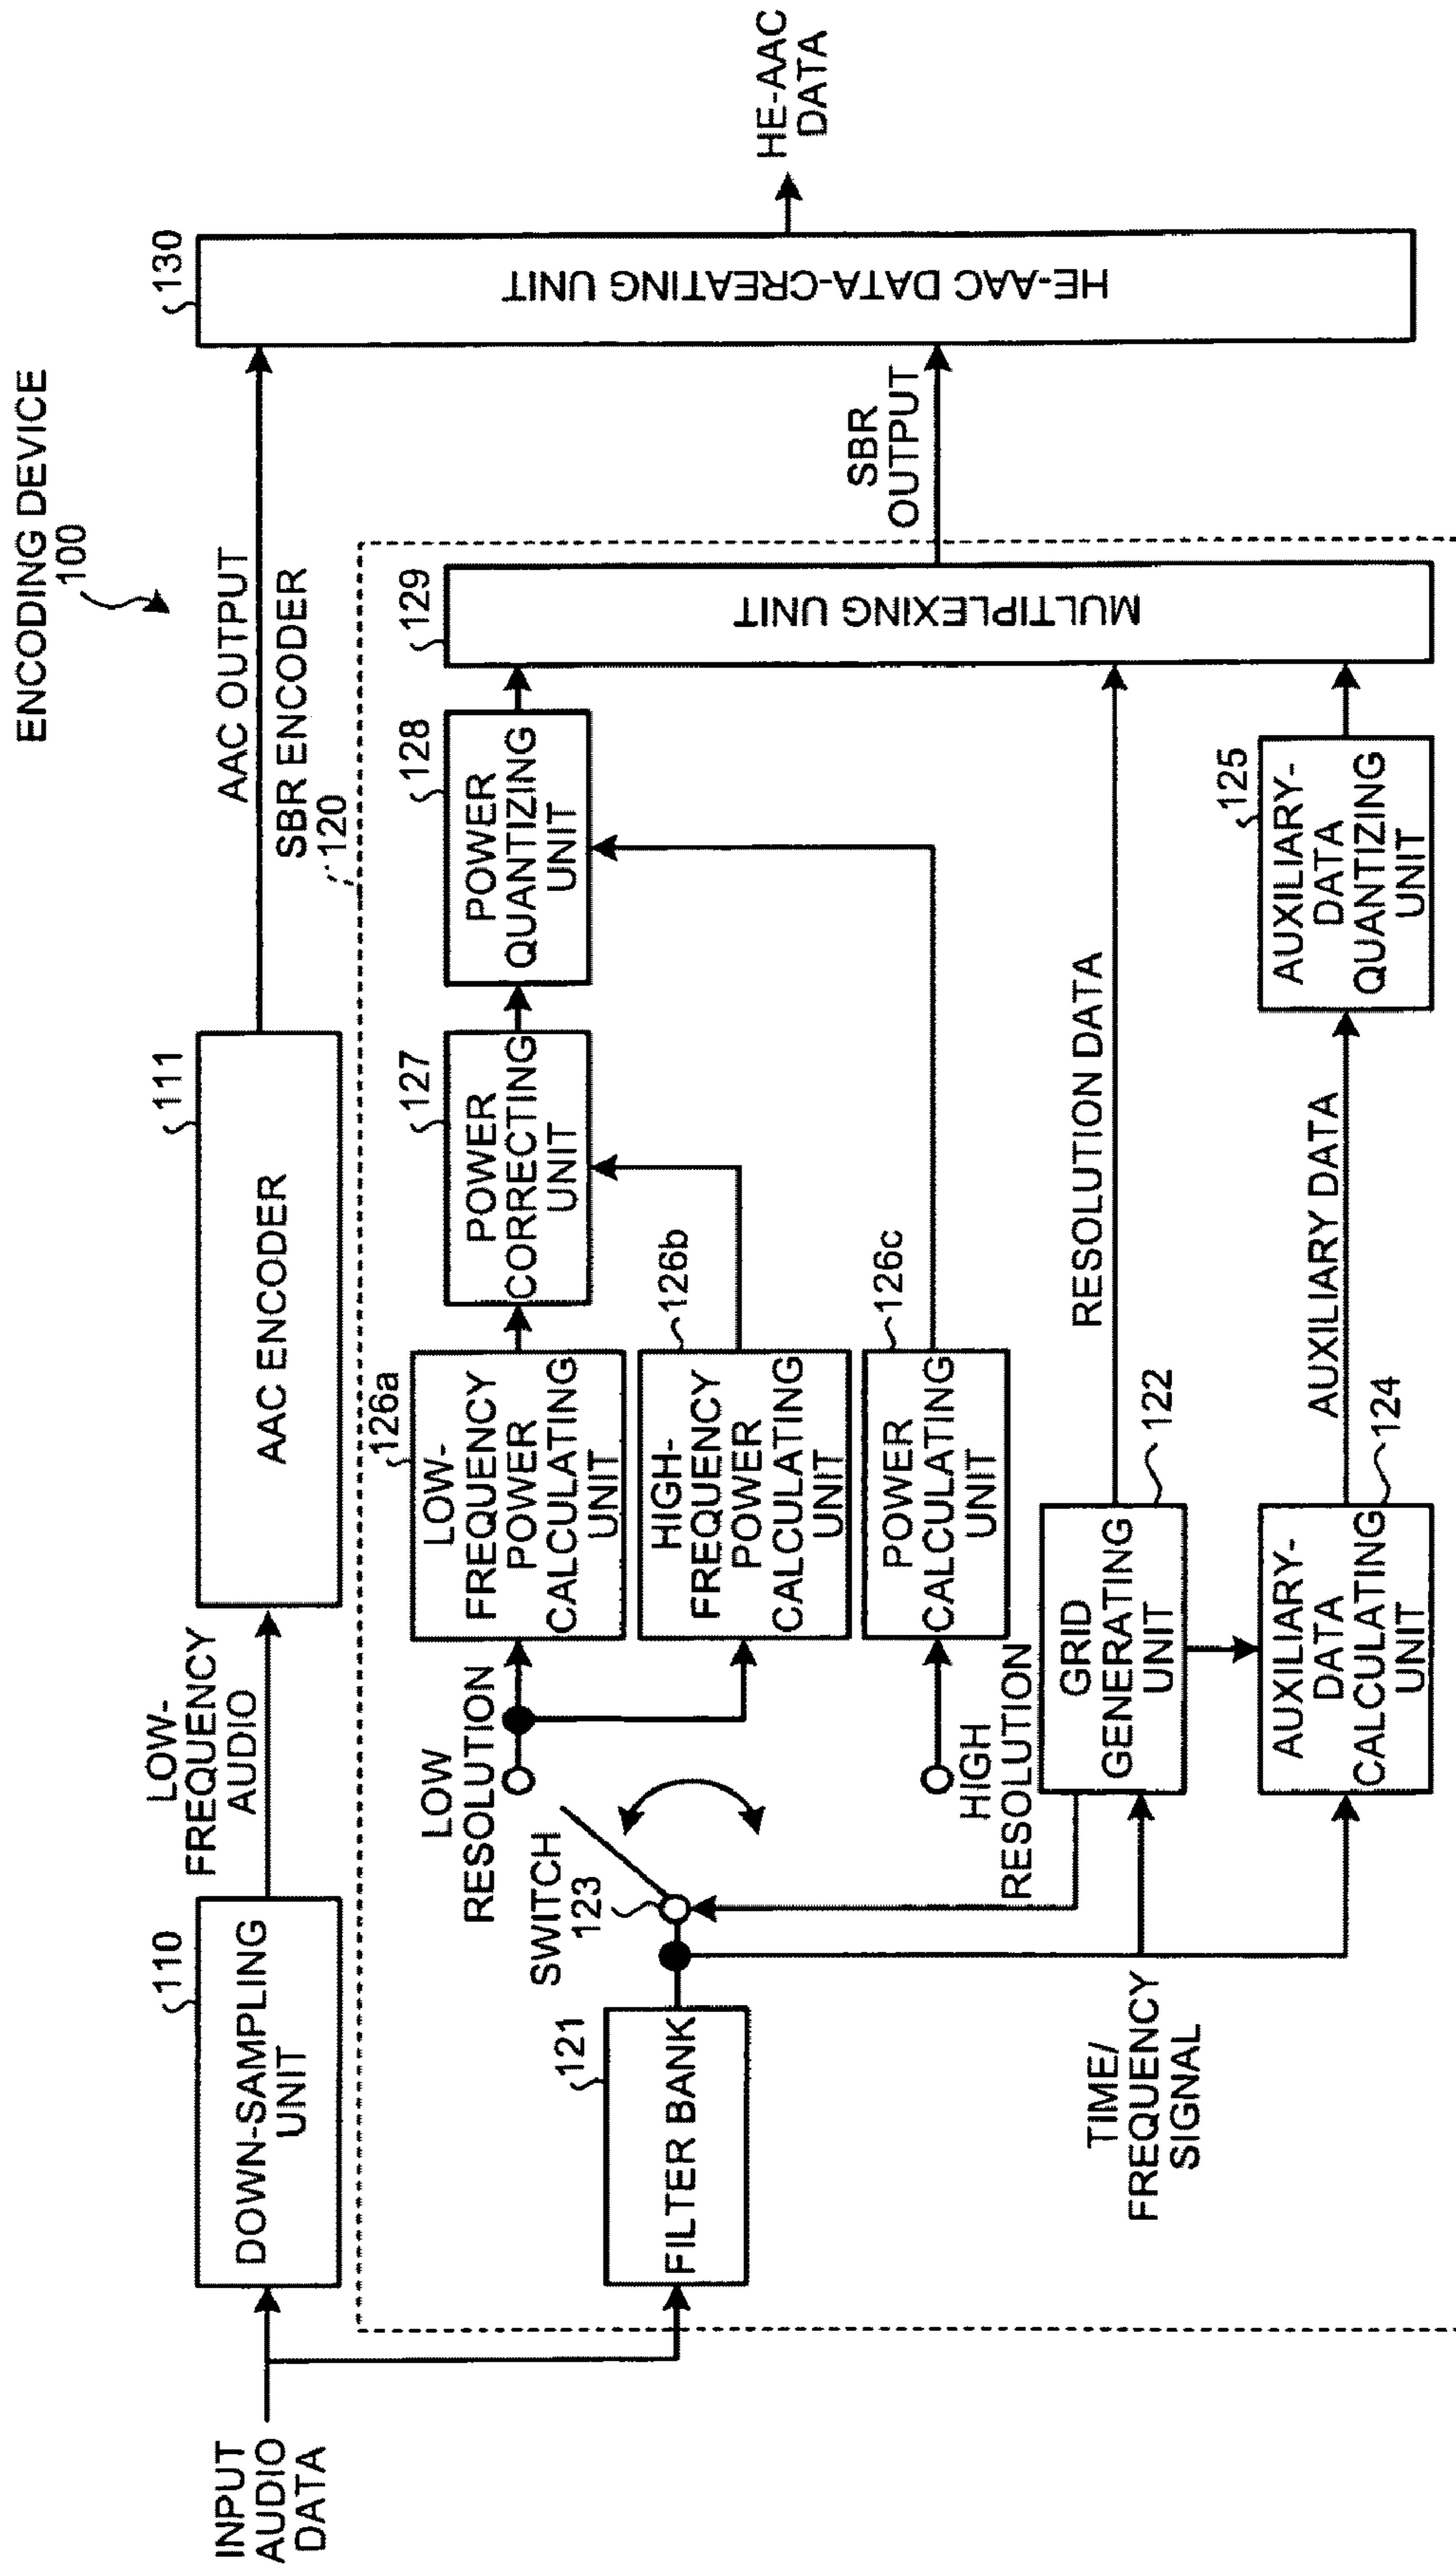 ENCODING DEVICE
100
INPUT
AUDIO
DATA
110
DOWN-SAMPLING
UNIT
LOW-
FREQUENCY
AUDIO
111
AAC ENCODER
AAC OUTPUT
SBR ENCODER
120
130
HE-AAC DATA-CREATING UNIT
HE-AAC
DATA
121
FILTER BANK
SWITCH
123
LOW
RESOLUTION
HIGH
RESOLUTION
TIME/
FREQUENCY
SIGNAL
126a
LOW-
FREQUENCY
POWER
CALCULATING
UNIT
126b
HIGH-
FREQUENCY
POWER
CALCULATING
UNIT
126c
POWER
CALCULATING
UNIT
127
POWER
CORRECTING
UNIT
128
POWER
QUANTIZING
UNIT
129
MULTIPLEXING UNIT
SBR
OUTPUT
GRID
GENERATING
UNIT
122
RESOLUTION DATA
AUXILIARY-
DATA
CALCULATING
UNIT
124
AUXILIARY DATA
125
AUXILIARY-
DATA
QUANTIZING
UNIT